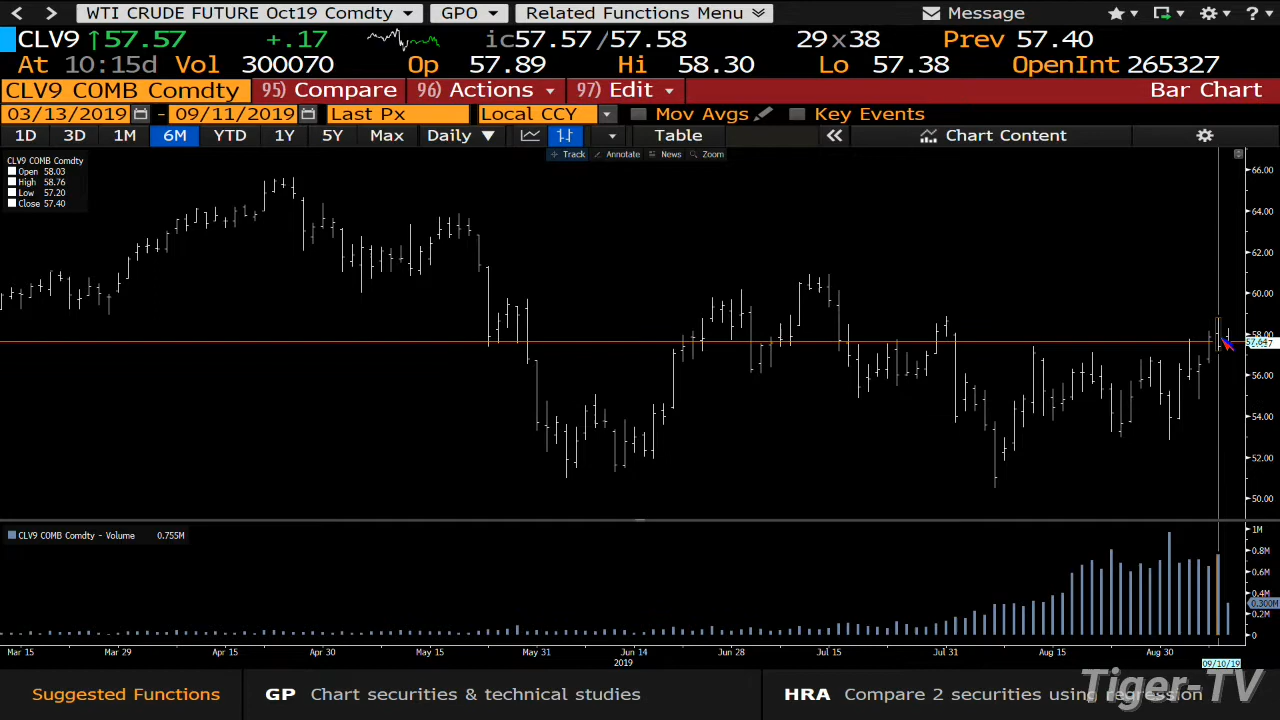 WTI CRUDE FUTURE Oct19 Comdty GPO Related Functions Menu Message ?
CLV9 ↑57.57 +.17 ic57.57/57.58 29x38 Prev 57.40
At 10:15d Vol 300070 Op 57.89 Hi 58.30 Lo 57.38 OpenInt 265327
CLV9 COMB Comdty 95) Compare 96) Actions 97) Edit Bar Chart
03/13/2019 - 09/11/2019 Last Px Local CCY Mov Avgs Key Events
1D 3D 1M 6M YTD 1Y 5Y Max Daily ▼ Table « Chart Content
Track Annotate News Zoom
CLV9 COMB Comdty
Open 58.03
High 58.76
Low 57.20
Close 57.40
66.00
64.00
62.00
60.00
58.00
57.64
56.00
54.00
52.00
50.00
CLV9 COMB Comdty - Volume 0.755M
1M
0.8M
0.6M
0.4M
0.300M
0.2M
0
Mar 15 Mar 29 Apr 15 Apr 30 May 15 May 31 Jun 14 Jun 28 Jul 15 Jul 31 Aug 15 Aug 30
2019 09/10/19
Suggested Functions GP Chart securities & technical studies HRA Compare 2 securities using regression
Tiger-TV